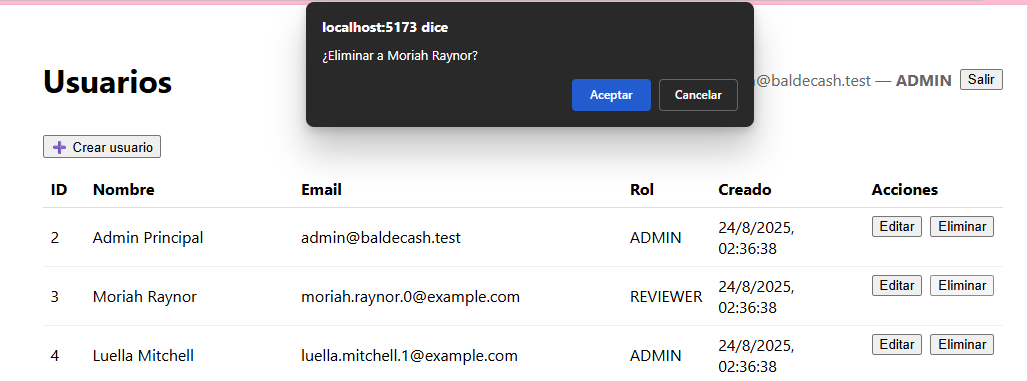 localhost:5173 dice
¿Eliminar a Moriah Raynor?
Aceptar Cancelar
Usuarios
@baldecash.test — ADMIN Salir
➕ Crear usuario
ID Nombre Email Rol Creado Acciones
2 Admin Principal admin@baldecash.test ADMIN 24/8/2025, 02:36:38 Editar Eliminar
3 Moriah Raynor moriah.raynor.0@example.com REVIEWER 24/8/2025, 02:36:38 Editar Eliminar
4 Luella Mitchell luella.mitchell.1@example.com ADMIN 24/8/2025, 02:36:38 Editar Eliminar